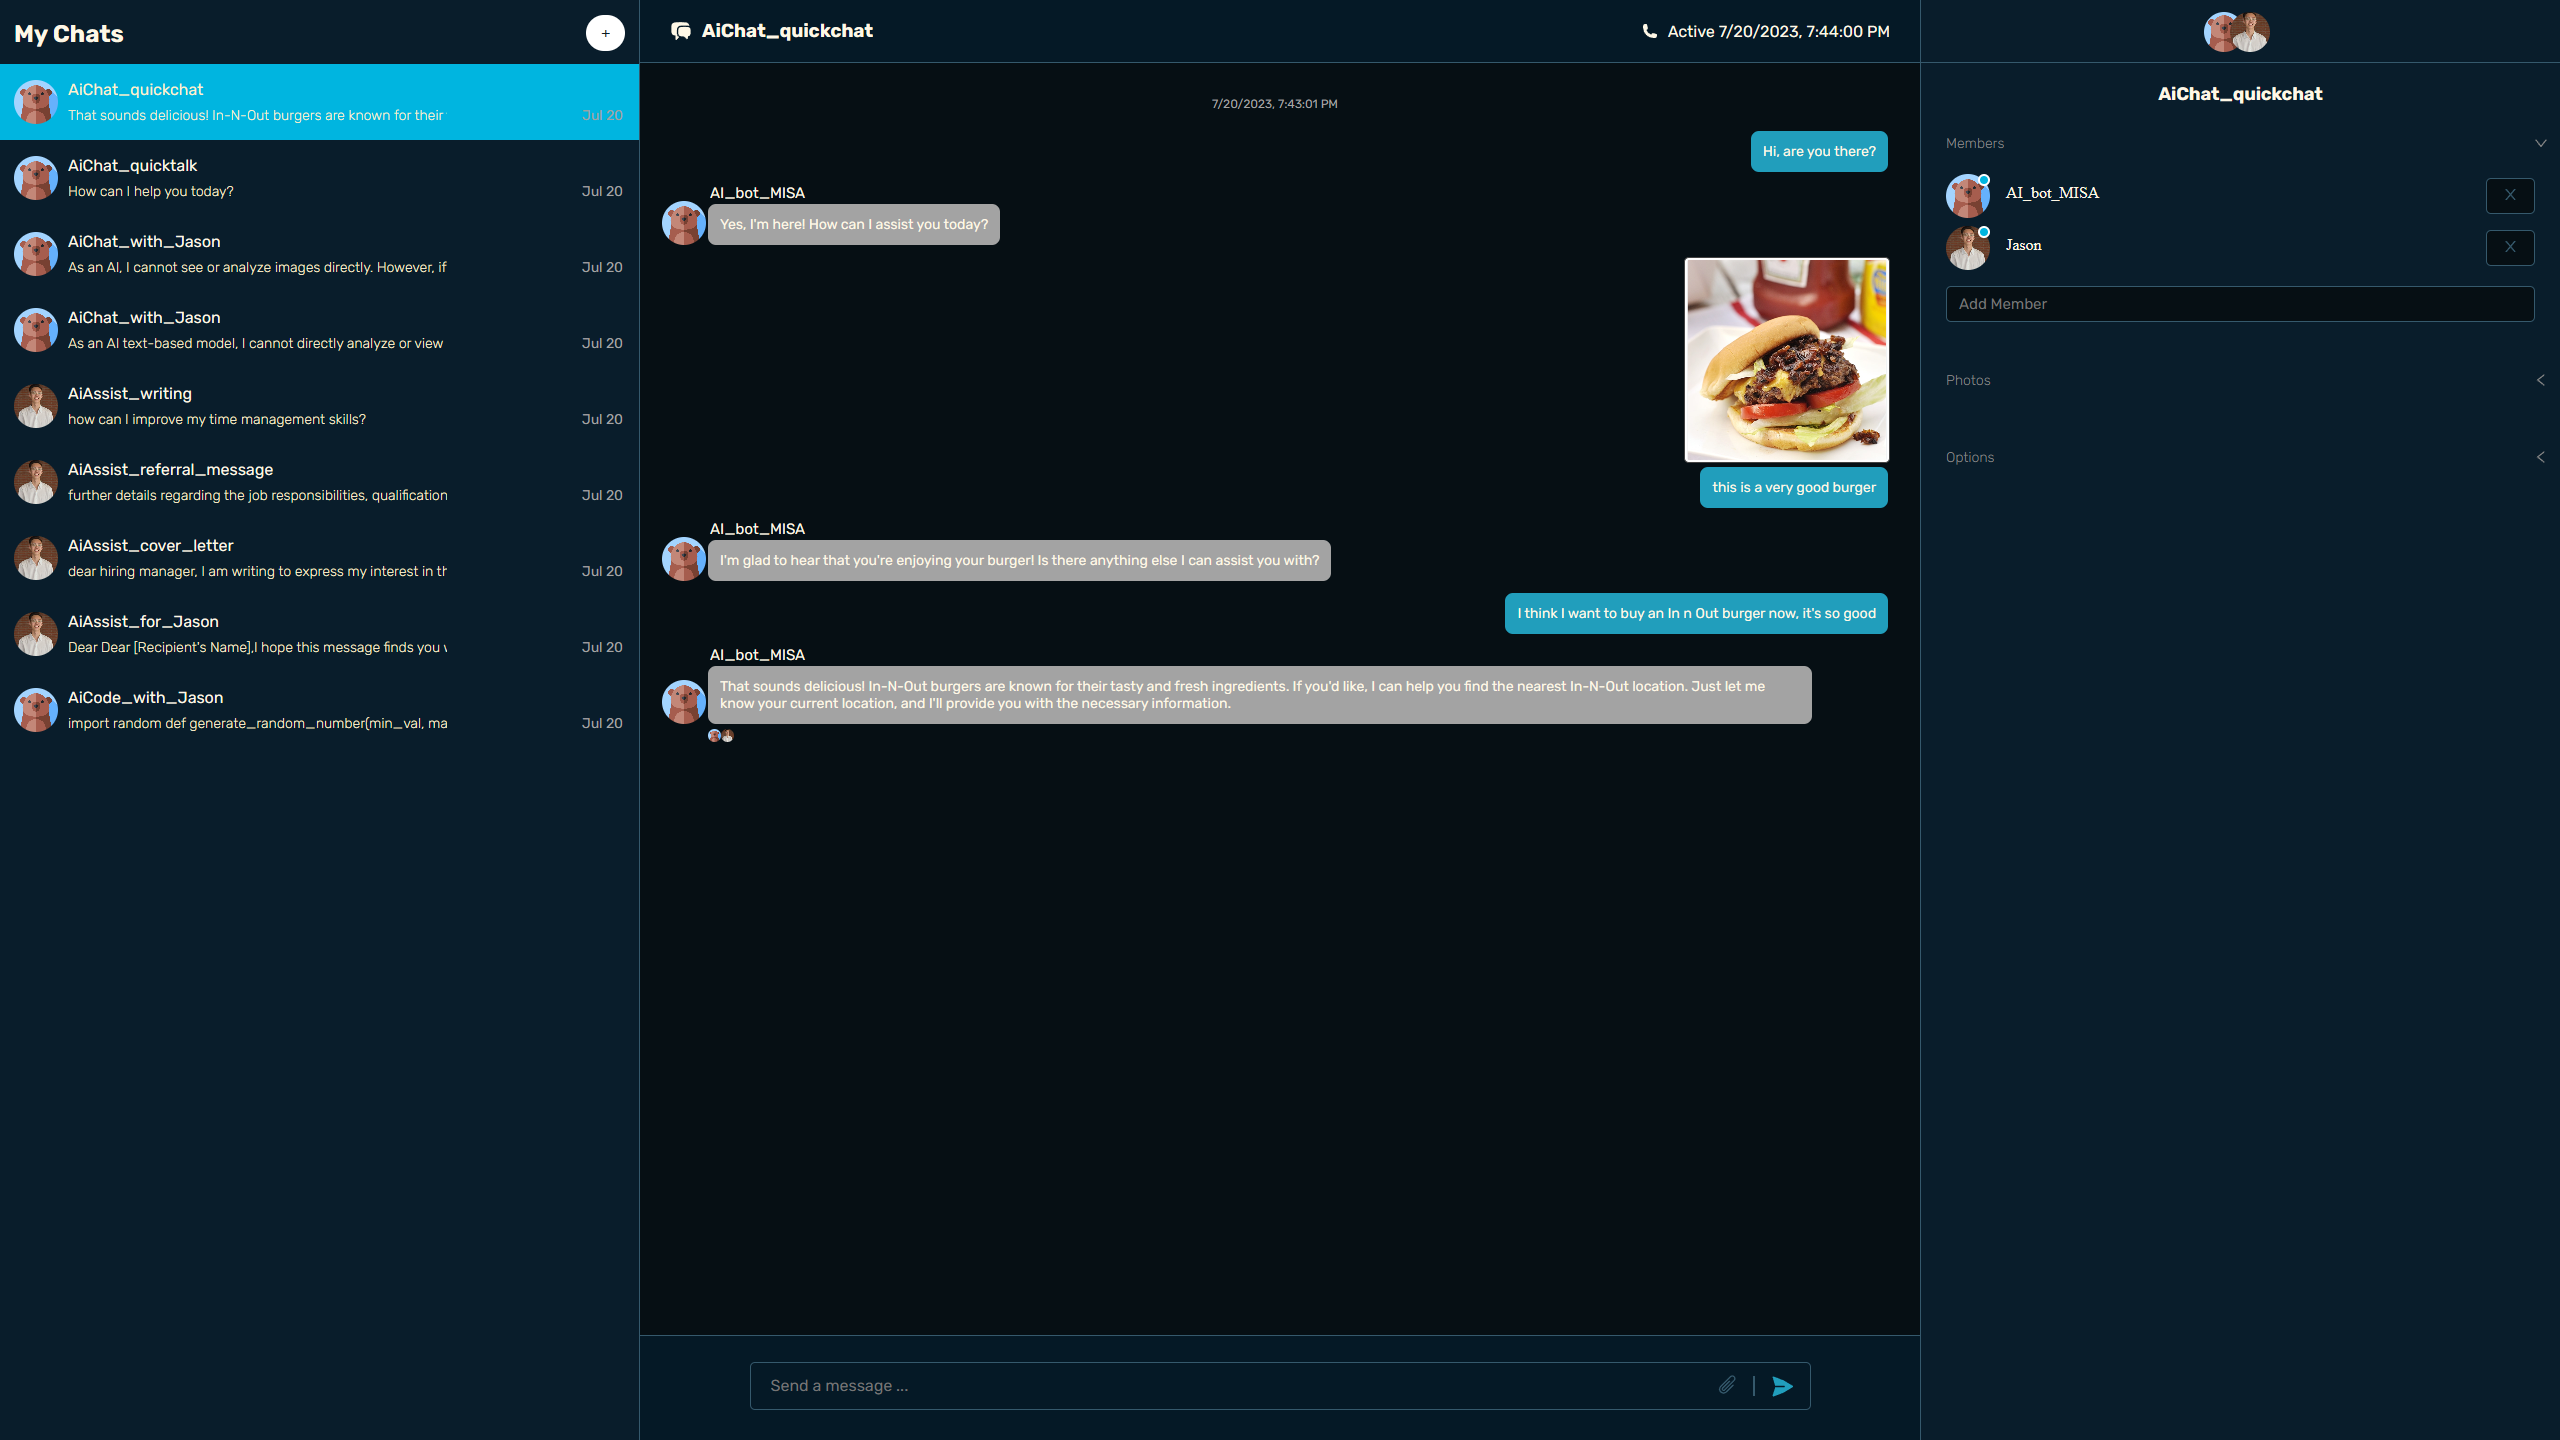 My Chats
+
AiChat_quickchat
That sounds delicious! In-N-Out burgers are known for their
Jul 20
AiChat_quicktalk
How can I help you today?
Jul 20
AiChat_with_Jason
As an AI, I cannot see or analyze images directly. However, if
Jul 20
AiChat_with_Jason
As an AI text-based model, I cannot directly analyze or view
Jul 20
AiAssist_writing
how can I improve my time management skills?
Jul 20
AiAssist_referral_message
further details regarding the job responsibilities, qualification
Jul 20
AiAssist_cover_letter
dear hiring manager, I am writing to express my interest in th
Jul 20
AiAssist_for_Jason
Dear Dear [Recipient's Name],I hope this message finds you
Jul 20
AiCode_with_Jason
import random def generate_random_number(min_val, ma
Jul 20
AiChat_quickchat
Active 7/20/2023, 7:44:00 PM
7/20/2023, 7:43:01 PM
Hi, are you there?
AI_bot_MISA
Yes, I'm here! How can I assist you today?
this is a very good burger
AI_bot_MISA
I'm glad to hear that you're enjoying your burger! Is there anything else I can assist you with?
I think I want to buy an In n Out burger now, it's so good
AI_bot_MISA
That sounds delicious! In-N-Out burgers are known for their tasty and fresh ingredients. If you'd like, I can help you find the nearest In-N-Out location. Just let me
know your current location, and I'll provide you with the necessary information.
Send a message ...
AiChat_quickchat
Members
AI_bot_MISA
X
Jason
X
Add Member
Photos
Options